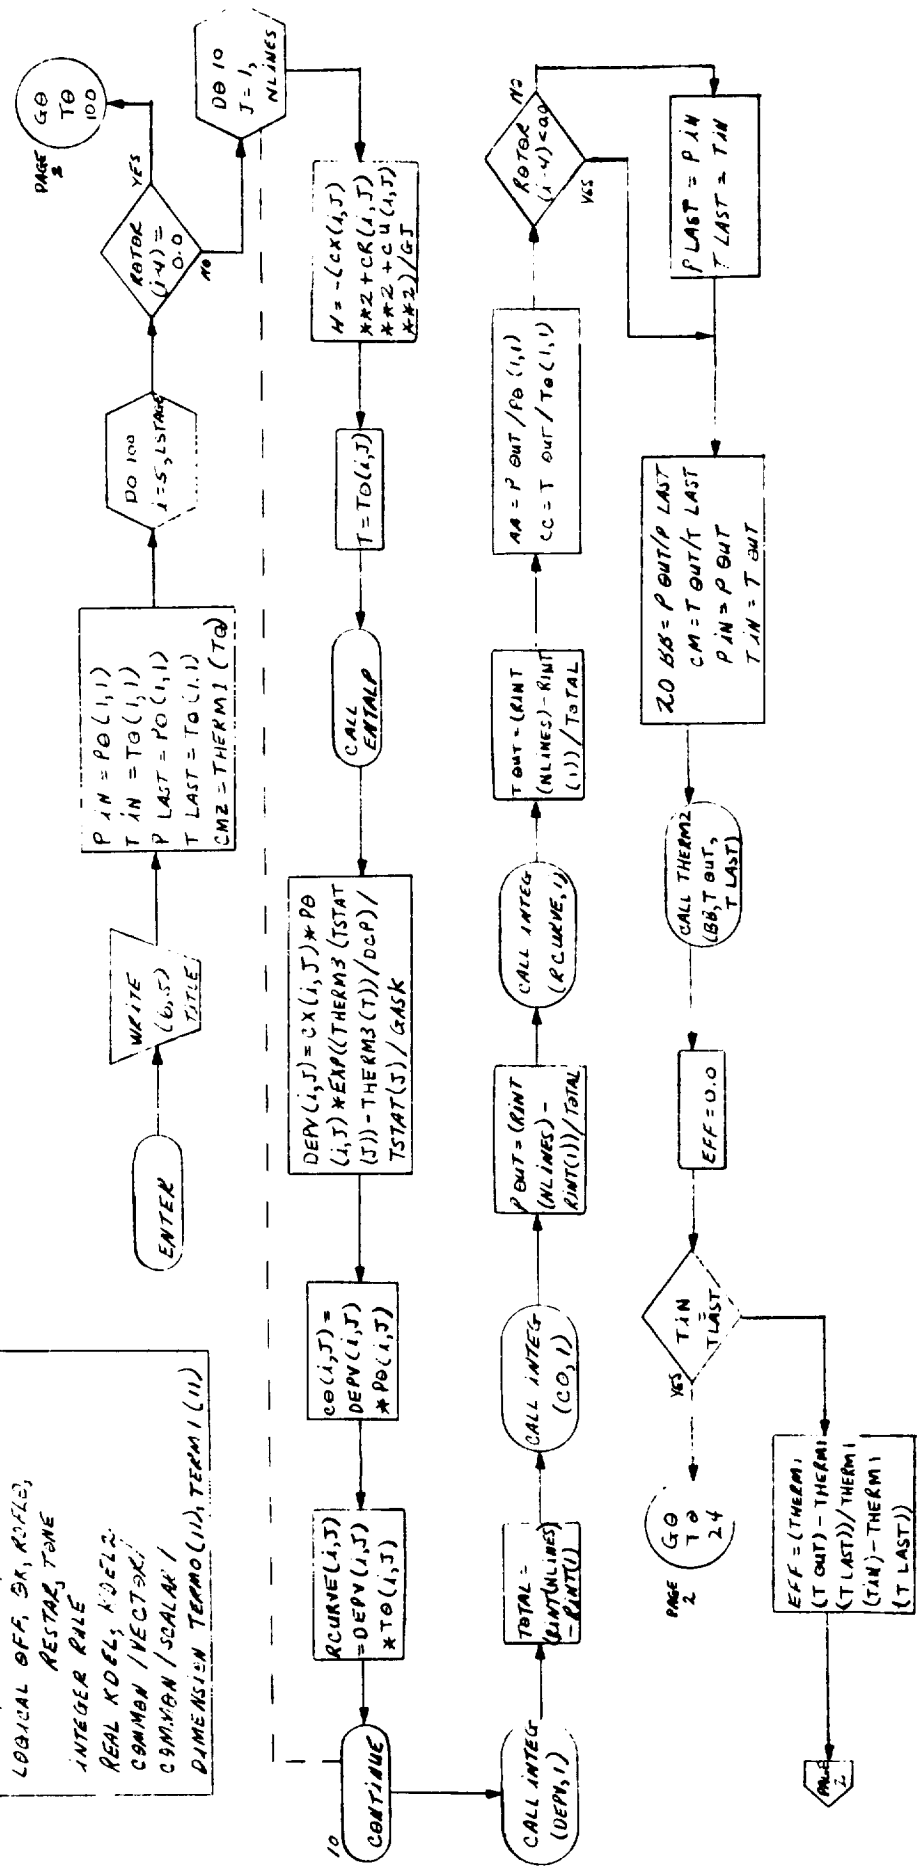 LOGICAL OFF, OK, ROFLO,
RESTAR, TONE
INTEGER RULE
REAL KDEL, KDEL2
COMMON /VECTOR/
COMMON /SCALAR/
DIMENSION TERMO(11), TERM1(11)
ENTER
WRITE
(6,5)
TITLE
P iN = PO(1,1)
T iN = TO(1,1)
P LAST = PO(1,1)
T LAST = TO(1,1)
CM2 = THERM1(TO)
DO 100
i=5, LSTAGE
ROTOR
(i-4) =
0.0
YES
NO
PAGE
GO
TO
100
DO 10
J = 1,
NLINES
H = -(CX(i,J)
**2 + CR(i,J)
**2 + CU(i,J)
**2)/GJ
T = TO(i,J)
CALL
ENTALP
DEPV(i,J) = CX(i,J) * PO
(i,J) * EXP((THERM3(TSTAT
(J)) - THERM3(T))/DCP)/
TSTAT(J)/GASK
CO(i,J) =
DEPV(i,J)
* PO(i,J)
RCURVE(i,J)
= DEPV(i,J)
* TO(i,J)
10
CONTINUE
CALL INTEG
(DEPV,1)
TOTAL =
(RINT(NLINES)
- RINT(1)
CALL INTEG
(CO,1)
P OUT = (RINT
(NLINES) -
RINT(1))/TOTAL
CALL INTEG
(RCURVE,1)
T OUT = (RINT
(NLINES) - RINT
(1))/TOTAL
AA = P OUT/PO(1,1)
CC = T OUT/TO(1,1)
ROTOR
(i-4) <
NO
YES
P LAST = P iN
T LAST = T iN
20 BB = P OUT/P LAST
CM = T OUT/T LAST
P iN = P OUT
T iN = T OUT
CALL THERM2
(BB, T OUT,
T LAST)
EFF = 0.0
T iN
=
T LAST
YES
PAGE
2
GO
TO
24
EFF = (THERM1
(T OUT) - THERM1
(T LAST))/THERM1
(T iN) - THERM1
(T LAST))
PAGE
2